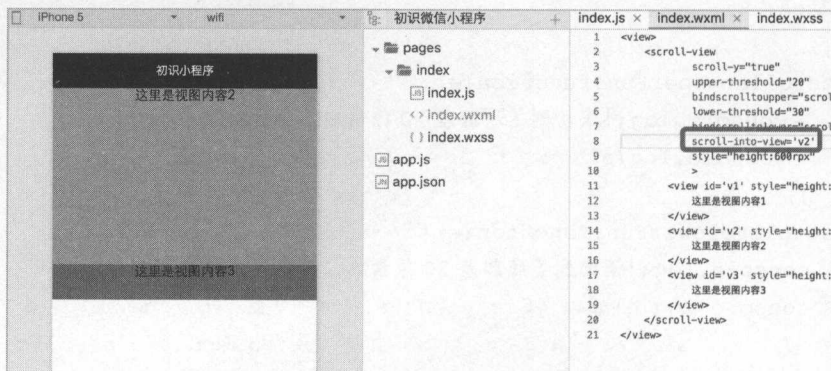 iPhone 5
wifi
初识微信小程序
+
index.js ×
index.wxml ×
index.wxss
初识小程序
这里是视图内容2
这里是视图内容3
pages
index
JS index.js
<> index.wxml
{ } index.wxss
JS app.js
JN app.json
1 <view>
2 <scroll-view
3 scroll-y="true"
4 upper-threshold="20"
5 bindscrolltoupper="scrol
6 lower-threshold="30"
7 bindscrolltolower="scrol
8 scroll-into-view='v2'
9 style="height:600rpx"
10 >
11 <view id='v1' style="height:
12 这里是视图内容1
13 </view>
14 <view id='v2' style="height:
15 这里是视图内容2
16 </view>
17 <view id='v3' style="height:
18 这里是视图内容3
19 </view>
20 </scroll-view>
21 </view>